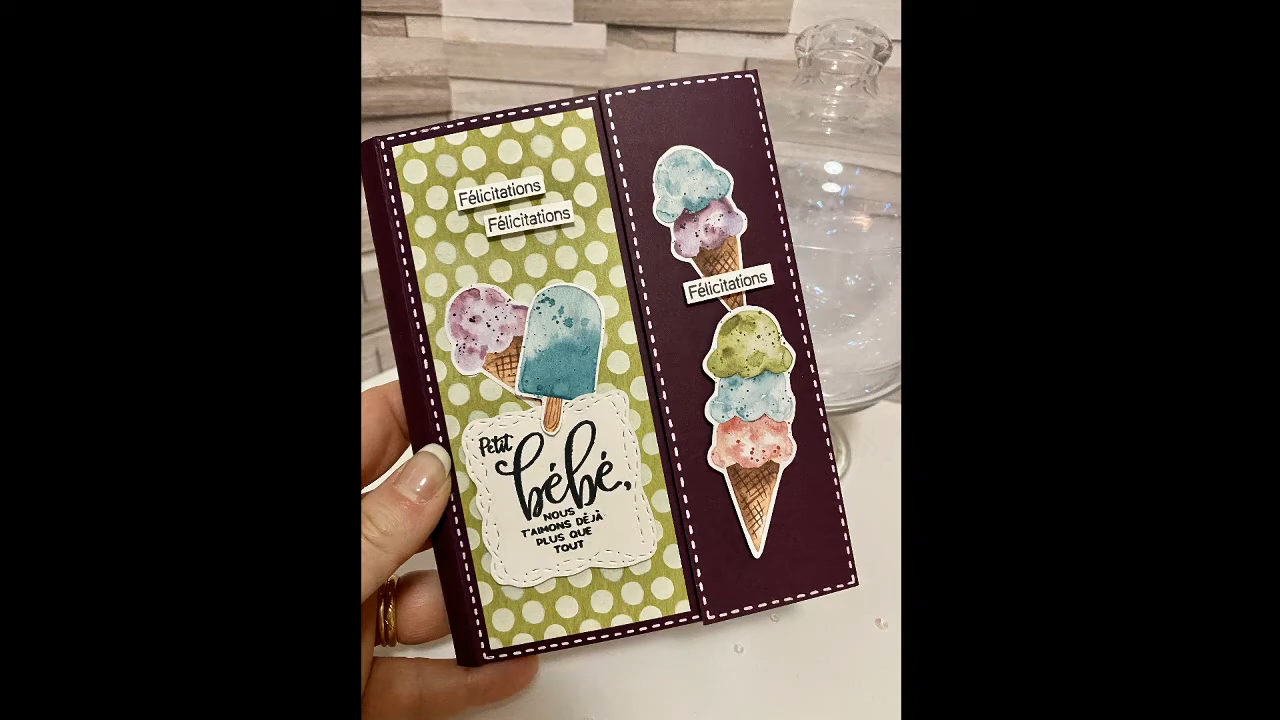 Félicitations
Félicitations
Félicitations
Petit
bébé,
NOUS
T'AIMONS DÉJÀ
PLUS QUE
TOUT